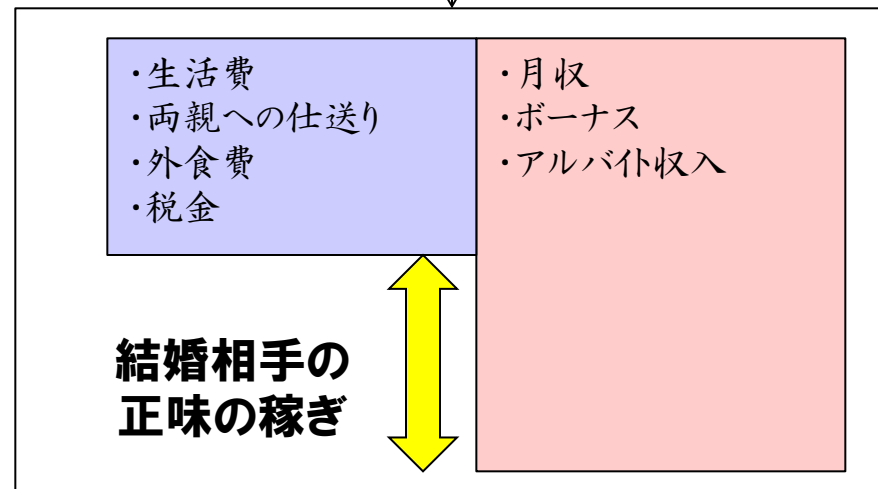 ・生活費
・両親への仕送り
・外食費
・税金
・月収
・ボーナス
・アルバイト収入
結婚相手の
正味の稼ぎ